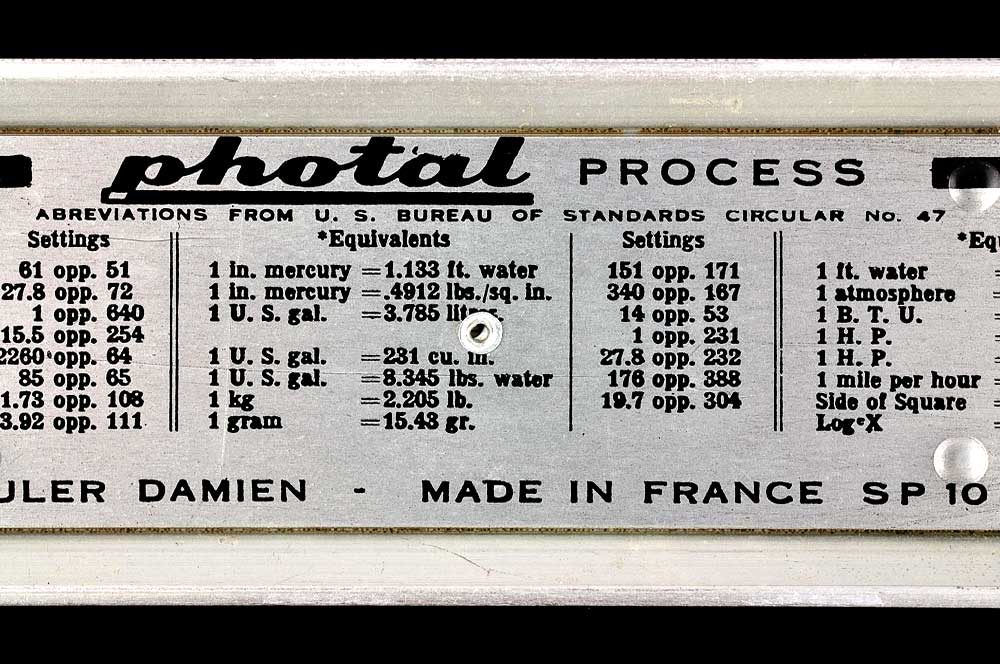 photal PROCESS
ABREVIATIONS FROM U. S. BUREAU OF STANDARDS CIRCULAR No. 47
Settings *Equivalents Settings
61 opp. 51 1 in. mercury =1.133 ft. water 151 opp. 171 1 ft. water =
27.8 opp. 72 1 in. mercury =.4912 lbs./sq. in. 340 opp. 167 1 atmosphere =
1 opp. 640 1 U. S. gal. =3.785 14 opp. 53 1 B. T. U. =
15.5 opp. 254 1 opp. 231 1 H. P. =
2260 opp. 64 1 U. S. gal. =231 cu. in. 27.8 opp. 232 1 H. P. =
85 opp. 65 1 U. S. gal. =8.345 lbs. water 176 opp. 388 1 mile per hour =
1.73 opp. 108 1 kg =2.205 lb. 19.7 opp. 304 Side of Square =
3.92 opp. 111 1 gram =15.43 gr. LogᵉX =
DAMIEN - MADE IN FRANCE SP 10